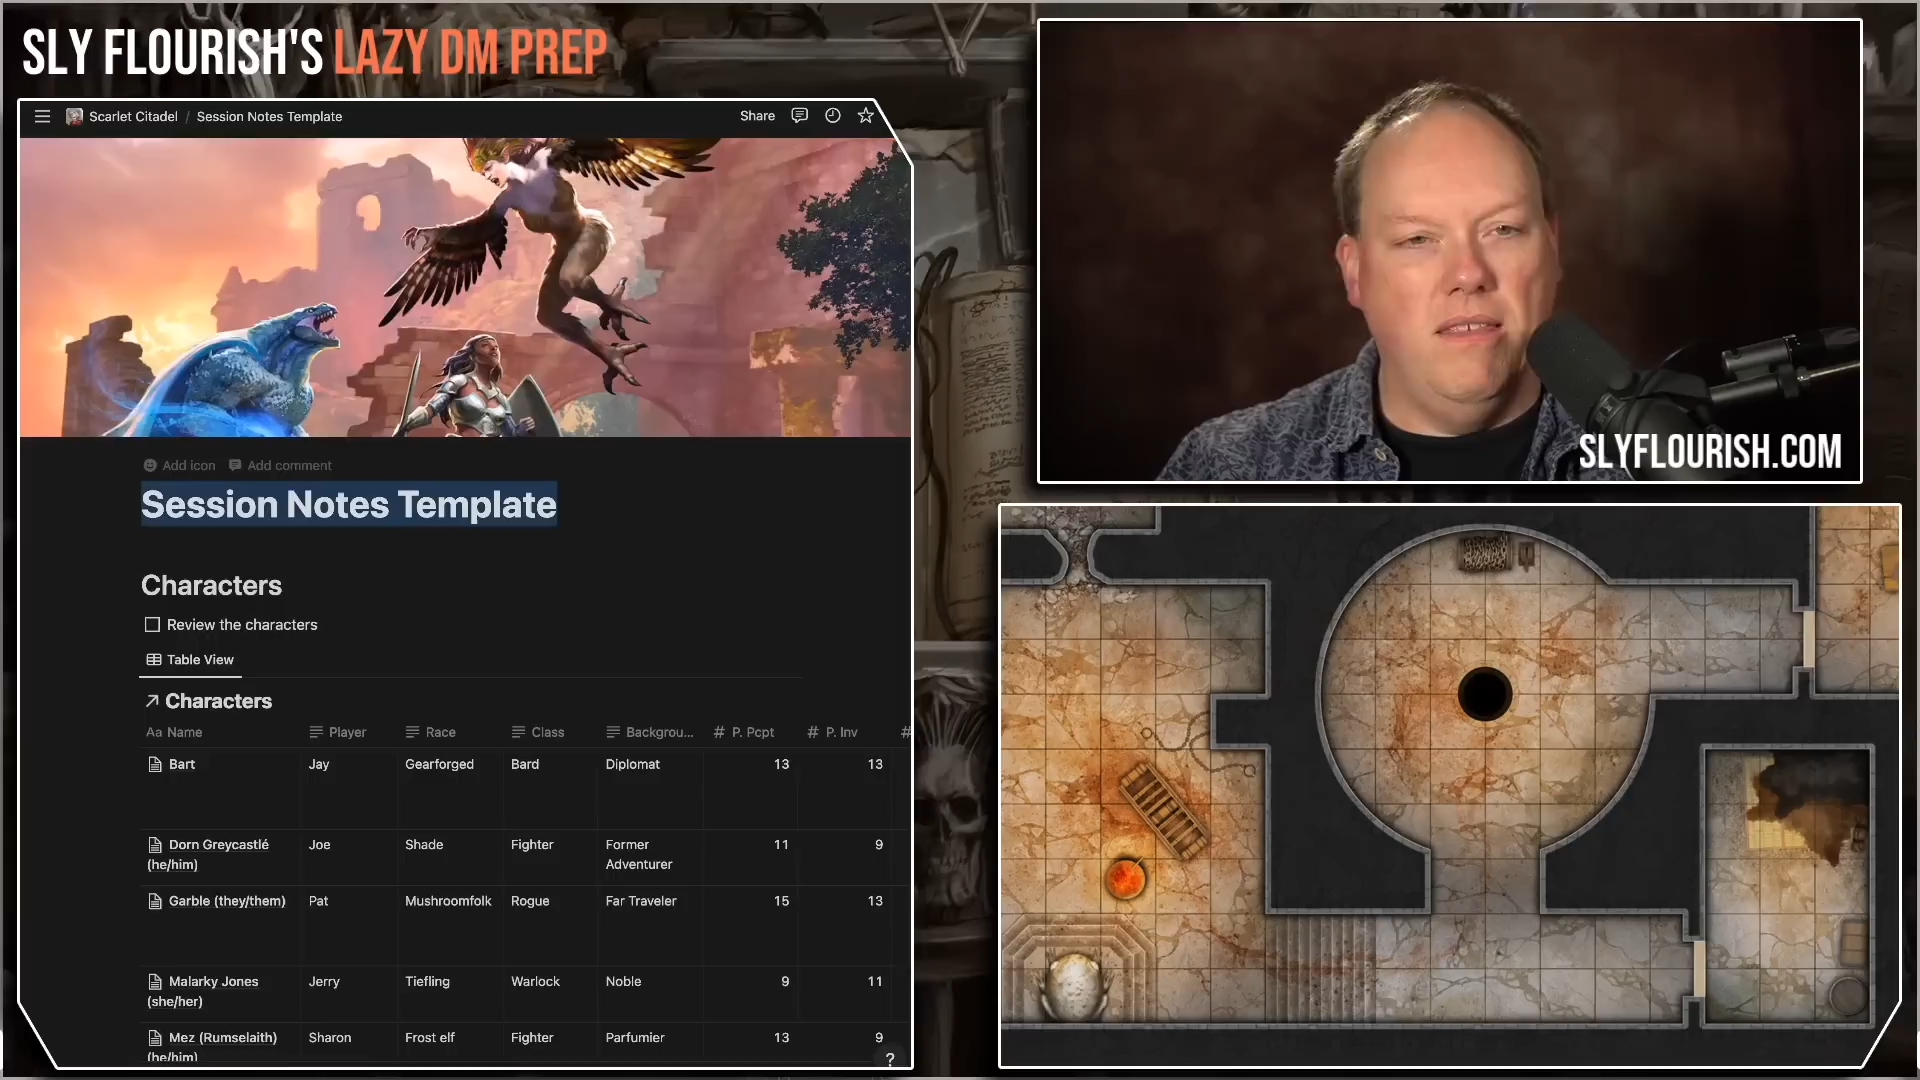 SLY FLOURISH'S LAZY DM PREP
Scarlet Citadel / Session Notes Template
Share
Add icon Add comment
Session Notes Template
Characters
Review the characters
Table View
Characters
Aa Name Player Race Class Backgrou... # P. Pcpt # P. Inv #
Bart Jay Gearforged Bard Diplomat 13 13
Dorn Greycastlé Joe Shade Fighter Former 11 9
(he/him) Adventurer
Garble (they/them) Pat Mushroomfolk Rogue Far Traveler 15 13
Malarky Jones Jerry Tiefling Warlock Noble 9 11
(she/her)
Mez (Rumselaith) Sharon Frost elf Fighter Parfumier 13 9
(he/him)
?
SLYFLOURISH.COM